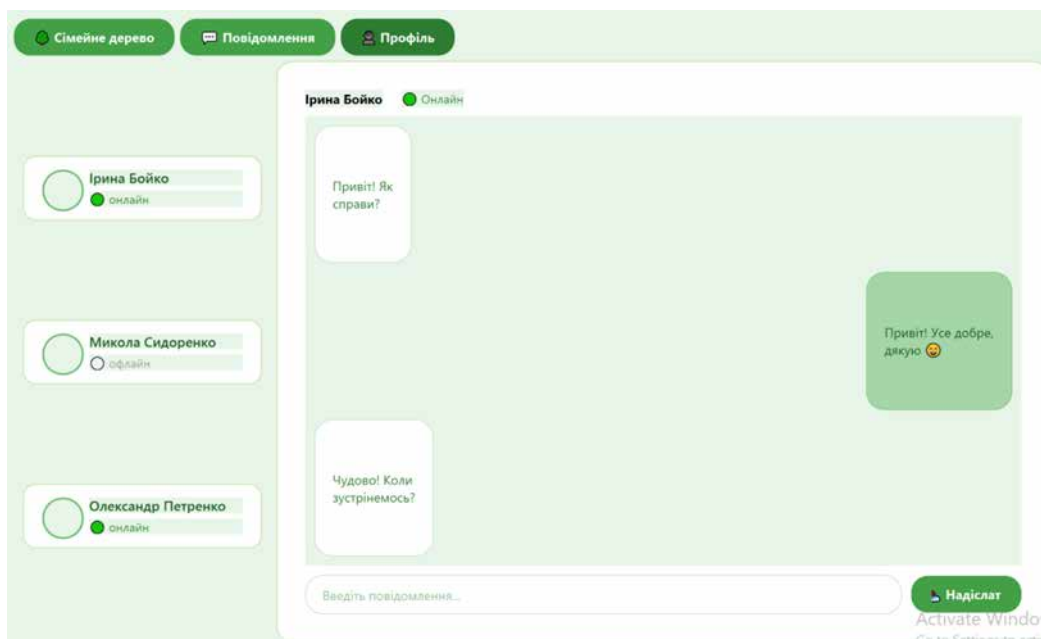 Сімейне дерево
Повідомлення
Профіль
Ірина Бойко
онлайн
Микола Сидоренко
офлайн
Олександр Петренко
онлайн
Ірина Бойко Онлайн
Привіт! Як
справи?
Привіт! Усе добре,
дякую 😄
Чудово! Коли
зустрінемось?
Введіть повідомлення...
Надіслат
Activate Windo